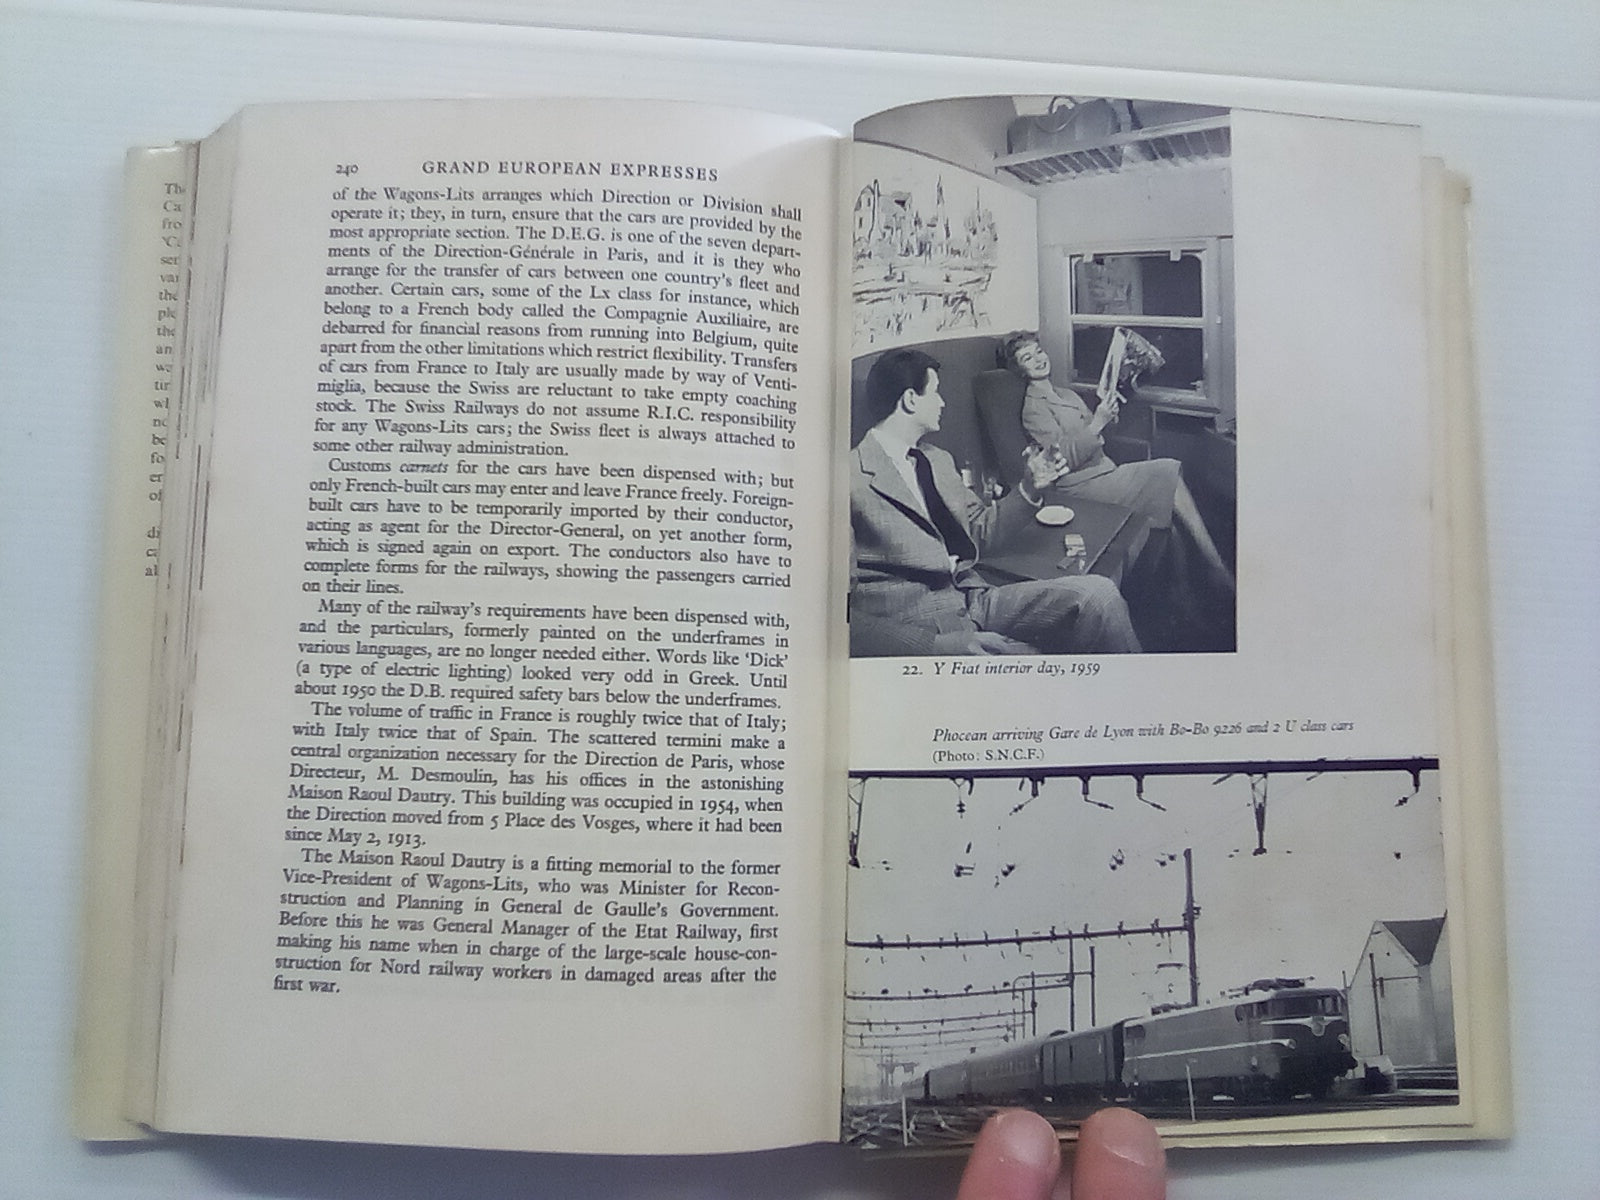 240 GRAND EUROPEAN EXPRESSES
of the Wagons-Lits arranges which Direction or Division shall
operate it; they, in turn, ensure that the cars are provided by the
most appropriate section. The D.E.G. is one of the seven depart-
ments of the Direction-Générale in Paris, and it is they who
arrange for the transfer of cars between one country's fleet and
another. Certain cars, some of the Lx class for instance, which
belong to a French body called the Compagnie Auxiliaire, are
debarred for financial reasons from running into Belgium, quite
apart from the other limitations which restrict flexibility. Transfers
of cars from France to Italy are usually made by way of Venti-
miglia, because the Swiss are reluctant to take empty coaching
stock. The Swiss Railways do not assume R.I.C. responsibility
for any Wagons-Lits cars; the Swiss fleet is always attached to
some other railway administration.
Customs carnets for the cars have been dispensed with; but
only French-built cars may enter and leave France freely. Foreign-
built cars have to be temporarily imported by their conductor,
acting as agent for the Director-General, on yet another form,
which is signed again on export. The conductors also have to
complete forms for the railways, showing the passengers carried
on their lines.
Many of the railway's requirements have been dispensed with,
and the particulars, formerly painted on the underframes in
various languages, are no longer needed either. Words like 'Dick'
(a type of electric lighting) looked very odd in Greek. Until
about 1950 the D.B. required safety bars below the underframes.
The volume of traffic in France is roughly twice that of Italy;
with Italy twice that of Spain. The scattered termini make a
central organization necessary for the Direction de Paris, whose
Directeur, M. Desmoulin, has his offices in the astonishing
Maison Raoul Dautry. This building was occupied in 1954, when
the Direction moved from 5 Place des Vosges, where it had been
since May 2, 1913.
The Maison Raoul Dautry is a fitting memorial to the former
Vice-President of Wagons-Lits, who was Minister for Recon-
struction and Planning in General de Gaulle's Government.
Before this he was General Manager of the Etat Railway, first
making his name when in charge of the large-scale house-con-
struction for Nord railway workers in damaged areas after the
first war.
22. Y Fiat interior day, 1959
Phocean arriving Gare de Lyon with Bo-Bo 9226 and 2 U class cars
(Photo: S.N.C.F.)